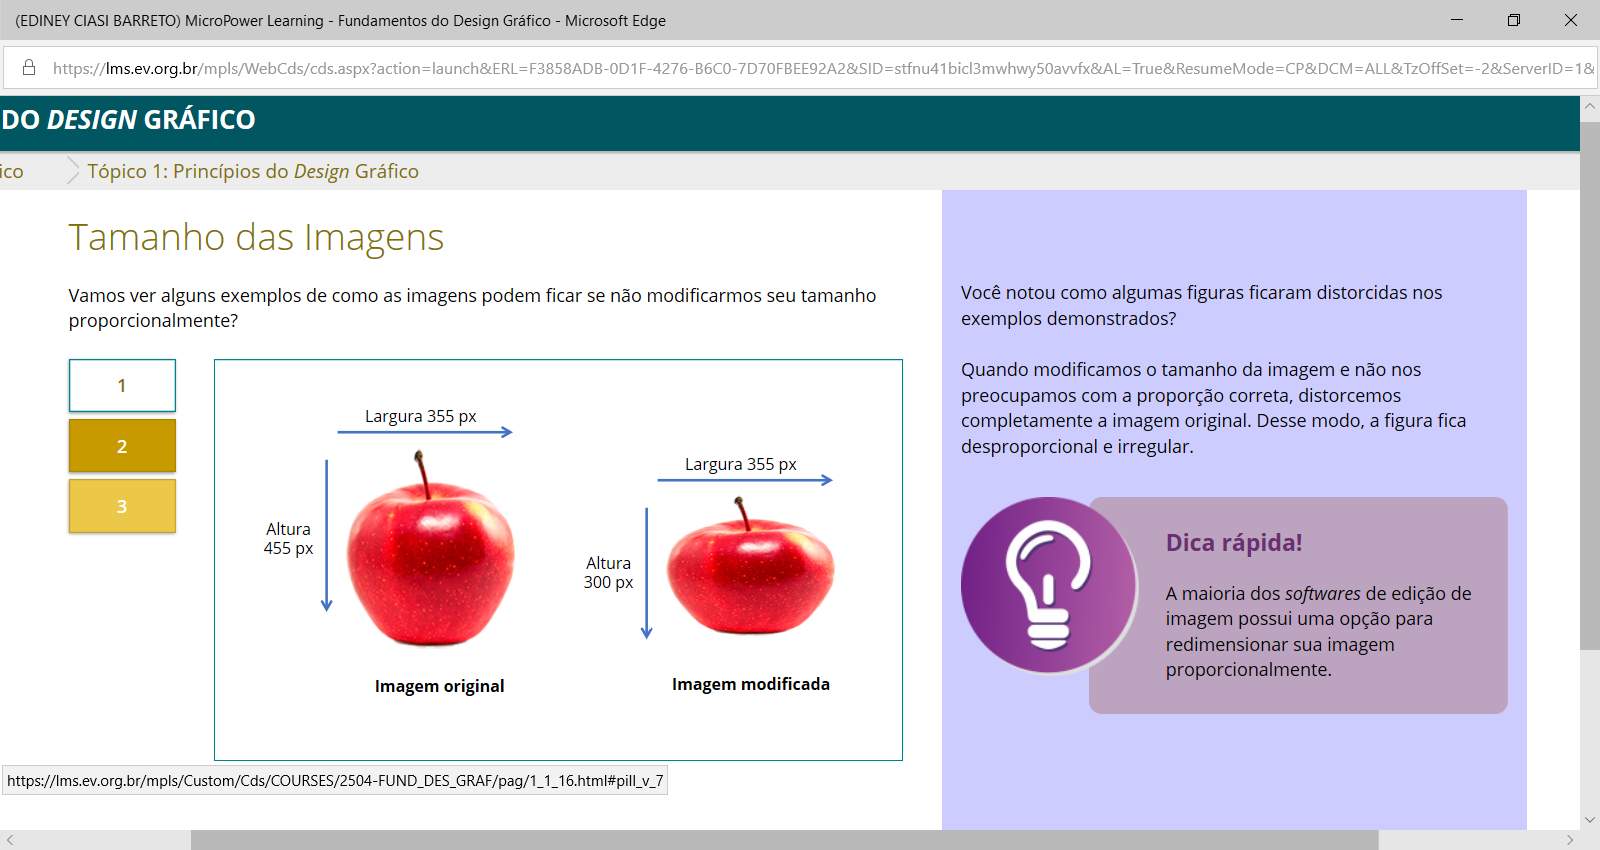 (EDINEY CIASI BARRETO) MicroPower Learning - Fundamentos do Design Gráfico - Microsoft Edge
https://lms.ev.org.br/mpls/WebCds/cds.aspx?action=launch&ERL=F3858ADB-0D1F-4276-B6C0-7D70FBEE92A2&SID=stfnu41bicl3mwhwy50avvfx&AL=True&ResumeMode=CP&DCM=ALL&TzOffSet=-2&ServerID=1&
DO DESIGN GRÁFICO
ico
Tópico 1: Princípios do Design Gráfico
Tamanho das Imagens
Vamos ver alguns exemplos de como as imagens podem ficar se não modificarmos seu tamanho
proporcionalmente?
1
2
3
Largura 355 px
Altura
455 px
Imagem original
Largura 355 px
Altura
300 px
Imagem modificada
Você notou como algumas figuras ficaram distorcidas nos
exemplos demonstrados?
Quando modificamos o tamanho da imagem e não nos
preocupamos com a proporção correta, distorcemos
completamente a imagem original. Desse modo, a figura fica
desproporcional e irregular.
Dica rápida!
A maioria dos softwares de edição de
imagem possui uma opção para
redimensionar sua imagem
proporcionalmente.
https://lms.ev.org.br/mpls/Custom/Cds/COURSES/2504-FUND_DES_GRAF/pag/1_1_16.html#pill_v_7